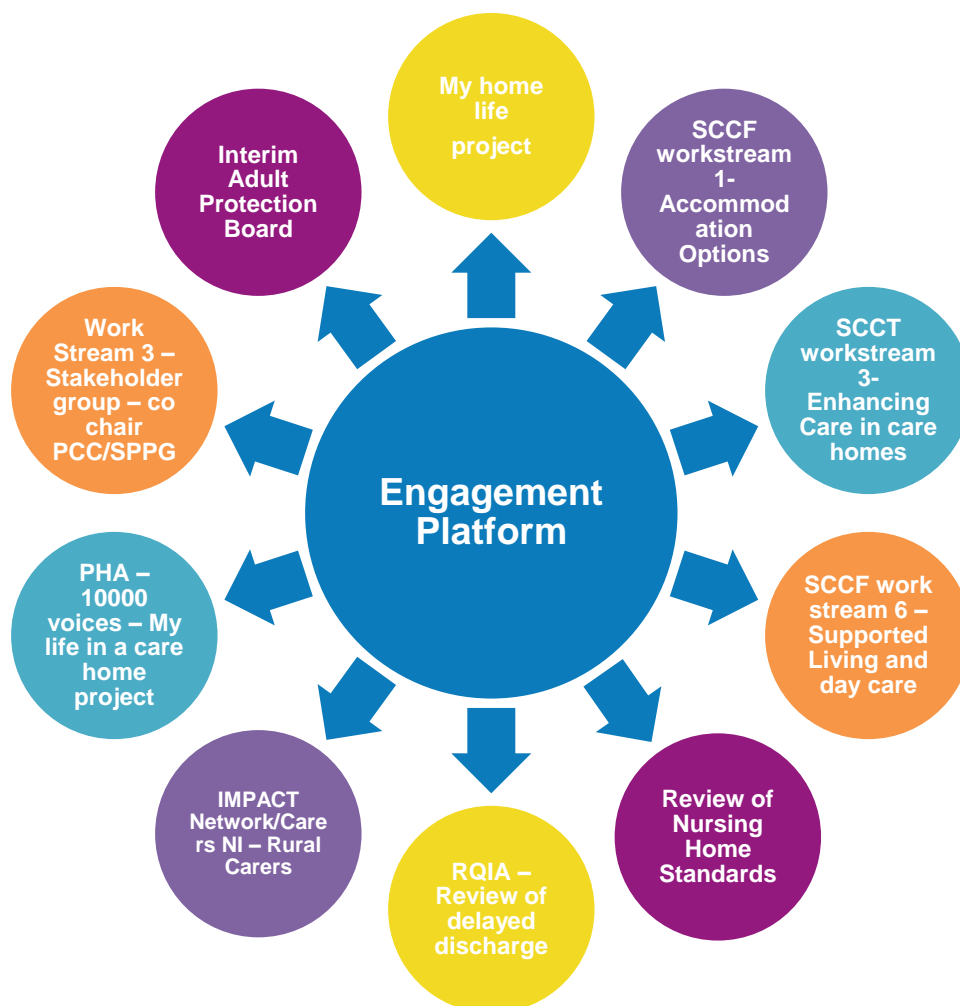 My home
life
project
SCCF
workstream
1-
Accommod
ation
Options
SCCT
workstream
3-
Enhancing
Care in care
homes
SCCF work
stream 6 –
Supported
Living and
day care
Review of
Nursing
Home
Standards
RQIA –
Review of
delayed
discharge
IMPACT
Network/Care
rs NI – Rural
Carers
PHA –
10000
voices – My
life in a care
home
project
Work
Stream 3 –
Stakeholder
group – co
chair
PCC/SPPG
Interim
Adult
Protection
Board
Engagement
Platform